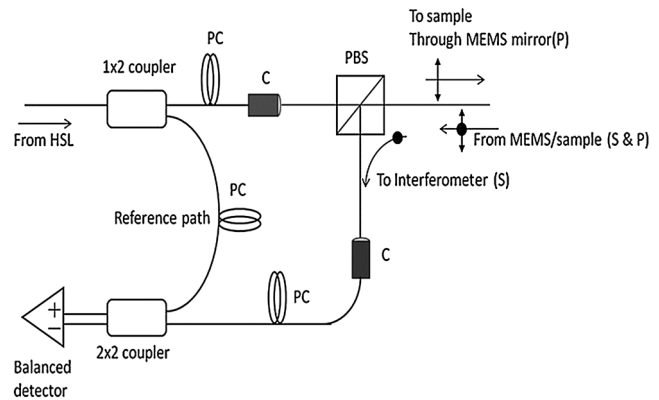 To sample
Through MEMS mirror(P)
PC
PBS
1x2 coupler
C
From HSL
From MEMS/sample (S & P)
To Interferometer (S)
PC
Reference path
C
PC
+
−
2x2 coupler
Balanced
detector